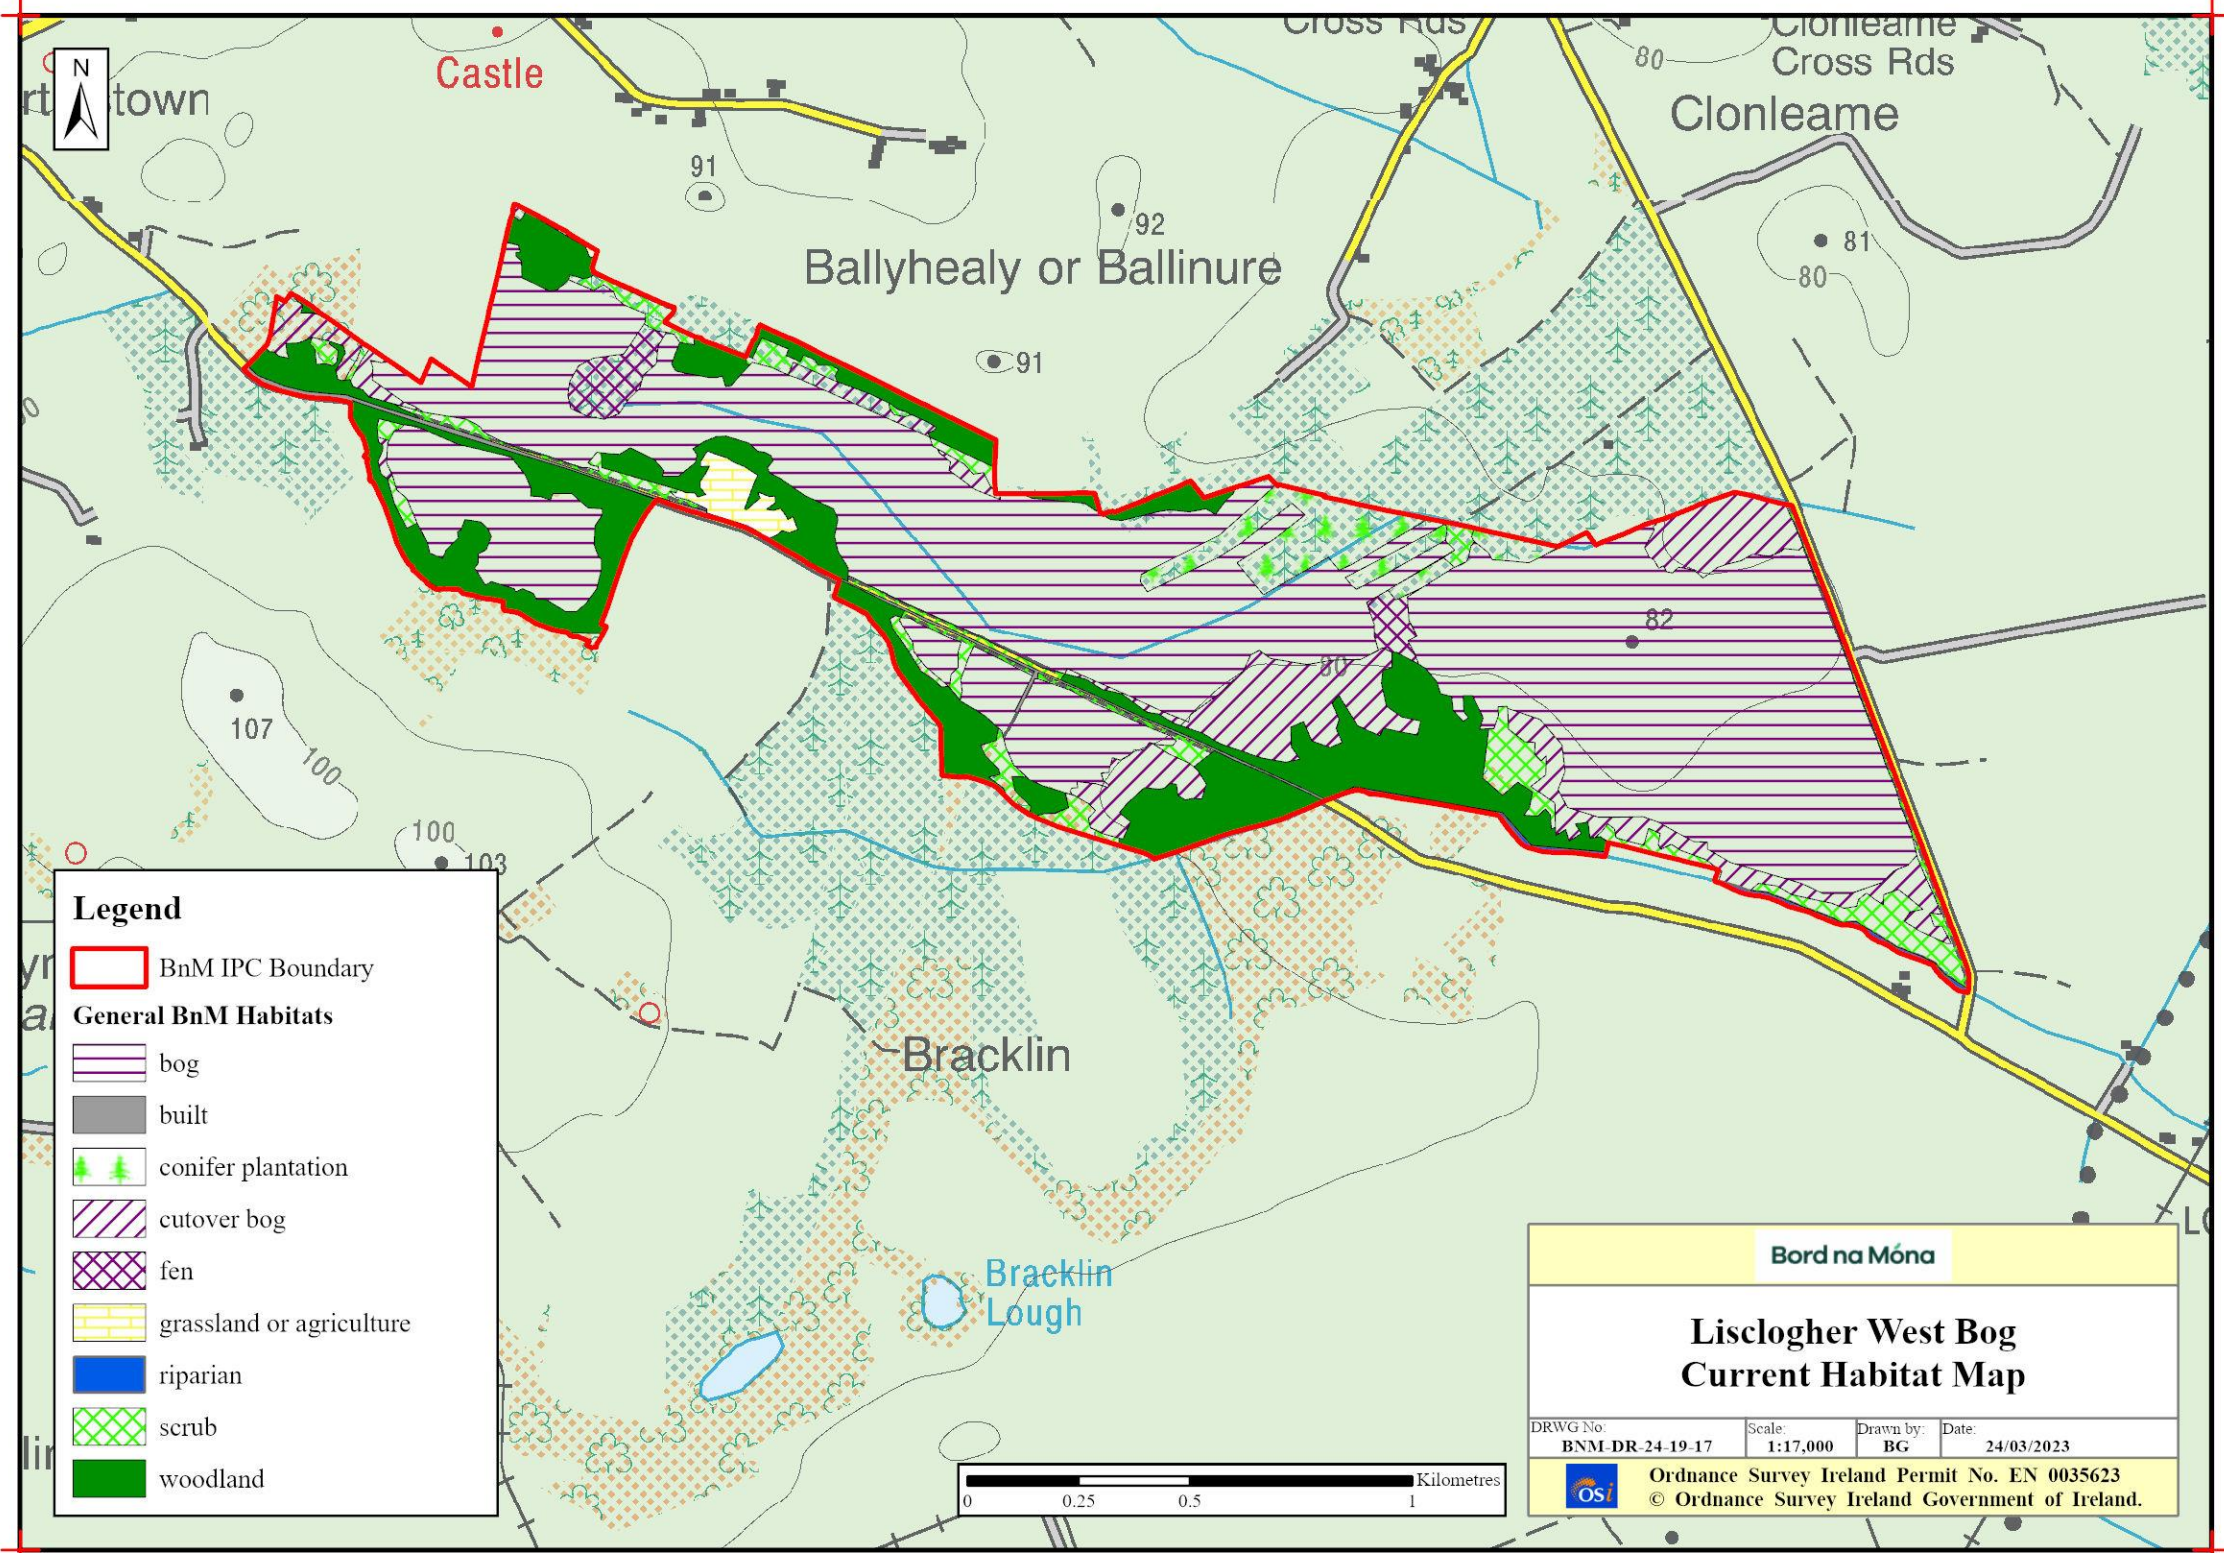 Cross Rds
Clonleame
Cross Rds
Clonleame
80
Castle
town
N
91
92
Ballyhealy or Ballinure
81
80
91
82
80
107
100
100
103
Legend
BnM IPC Boundary
General BnM Habitats
bog
built
conifer plantation
cutover bog
fen
grassland or agriculture
riparian
scrub
woodland
Bracklin
Bracklin
Lough
Kilometres
0 0.25 0.5 1
Bord na Móna
Lisclogher West Bog
Current Habitat Map
DRWG No: Scale: Drawn by: Date:
BNM-DR-24-19-17 1:17,000 BG 24/03/2023
osi
Ordnance Survey Ireland Permit No. EN 0035623
© Ordnance Survey Ireland Government of Ireland.